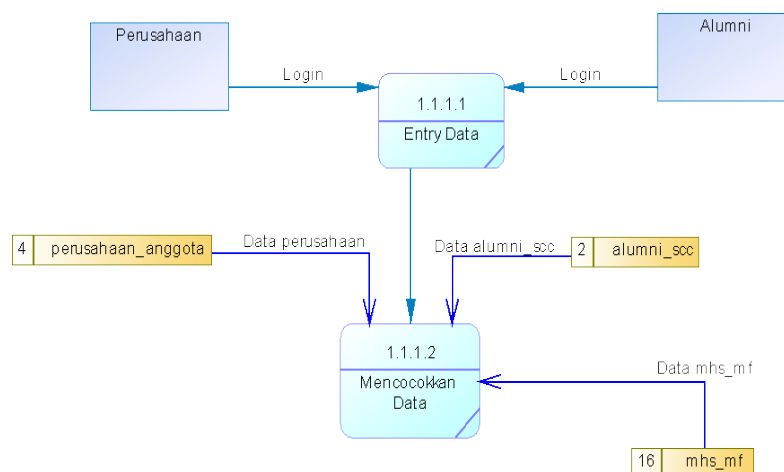 Perusahaan
Alumni
Login
Login
1.1.1.1
Entry Data
4 perusahaan_anggota
Data perusahaan
Data alumni_scc
2 alumni_scc
1.1.1.2
Mencocokkan
Data
Data mhs_mf
16 mhs_mf